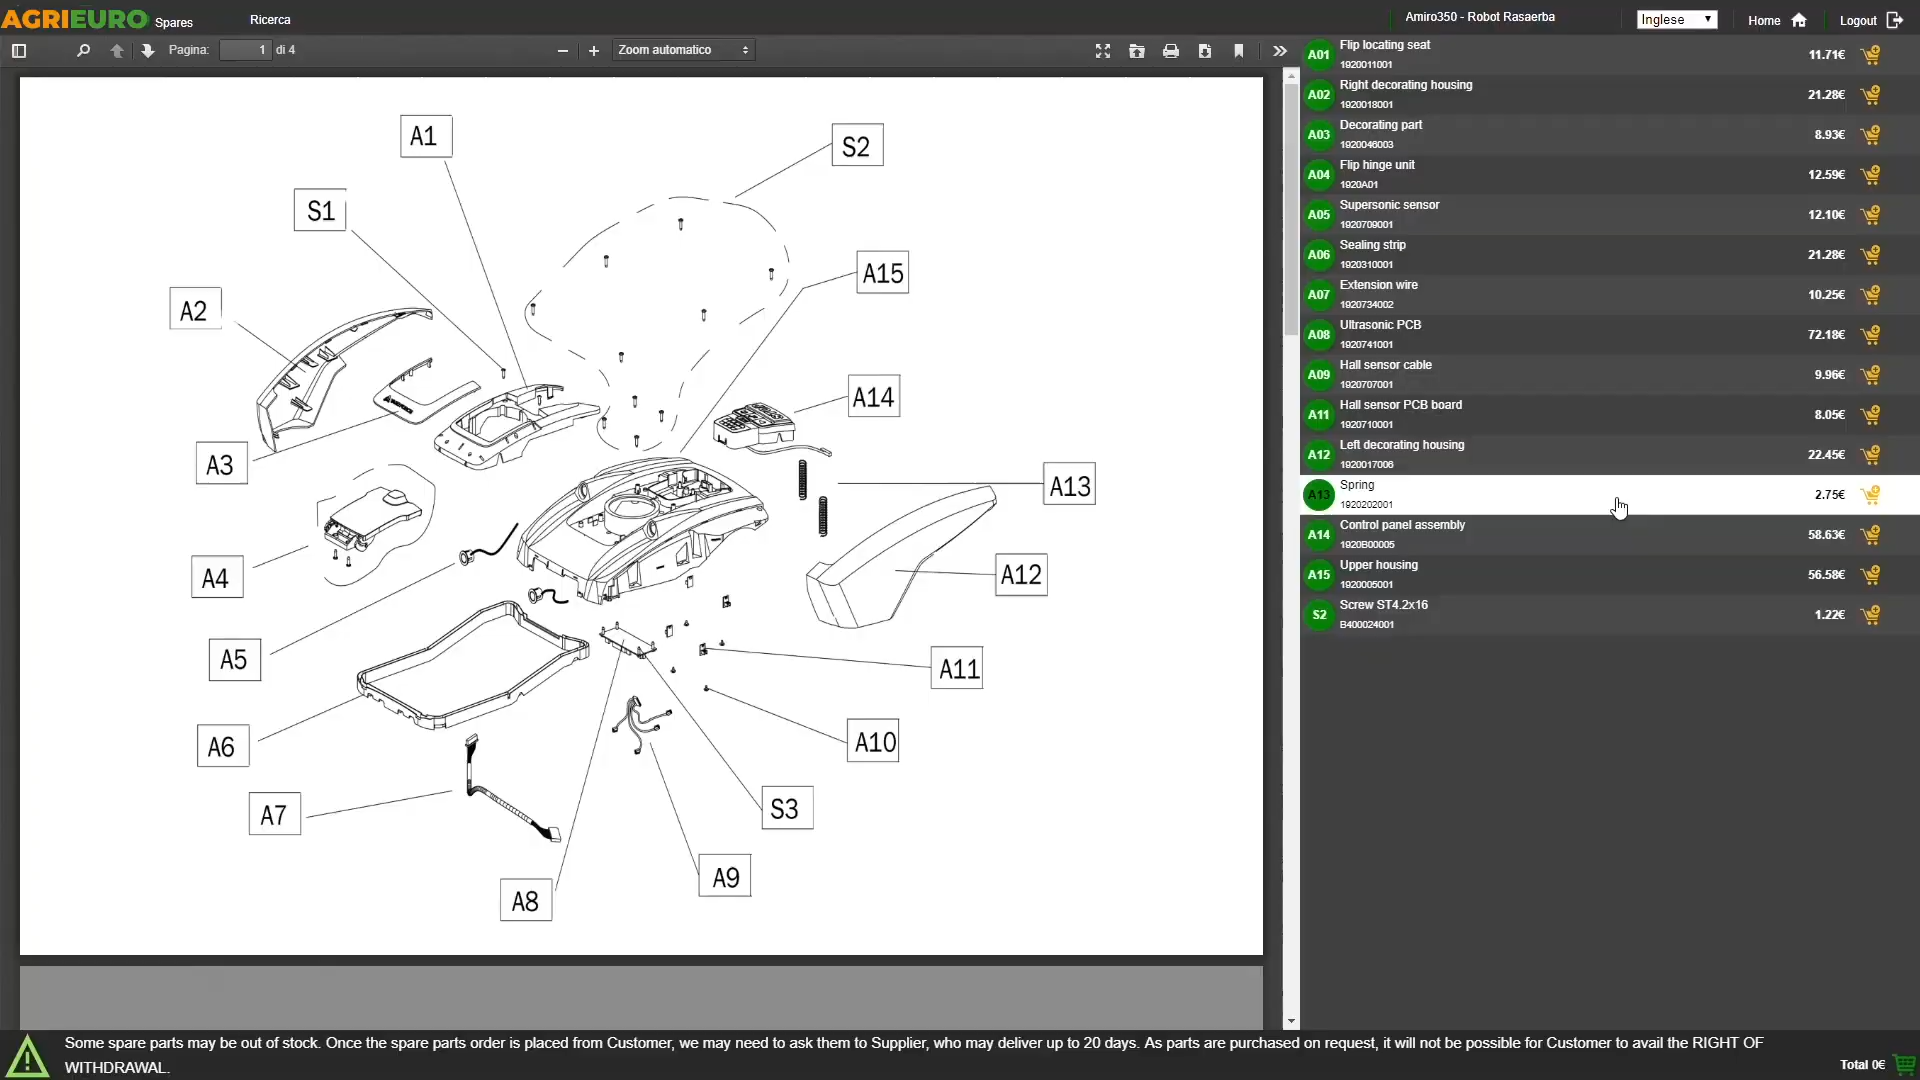 AGRIEURO Spares
Ricerca
Amiro350 - Robot Rasaerba
Inglese
Home
Logout
Pagina: 1 di 4
Zoom automatico
A1
S2
S1
A15
A2
A14
A3
A13
A4
A12
A5
A11
A6
A10
A7
S3
A9
A8
A01 Flip locating seat 11.71€
1920011001
A02 Right decorating housing 21.28€
1920018001
A03 Decorating part 8.93€
1920046003
A04 Flip hinge unit 12.59€
1920A01
A05 Supersonic sensor 12.10€
1920709001
A06 Sealing strip 21.28€
1920310001
A07 Extension wire 10.25€
1920734002
A08 Ultrasonic PCB 72.18€
1920741001
A09 Hall sensor cable 9.96€
1920707001
A11 Hall sensor PCB board 8.05€
1920710001
A12 Left decorating housing 22.45€
1920017006
A13 Spring 2.75€
1920202001
A14 Control panel assembly 58.63€
1920B00005
A15 Upper housing 56.58€
1920005001
S2 Screw ST4.2x16 1.22€
B400024001
Some spare parts may be out of stock. Once the spare parts order is placed from Customer, we may need to ask them to Supplier, who may deliver up to 20 days. As parts are purchased on request, it will not be possible for Customer to avail the RIGHT OF
WITHDRAWAL.
Total 0€